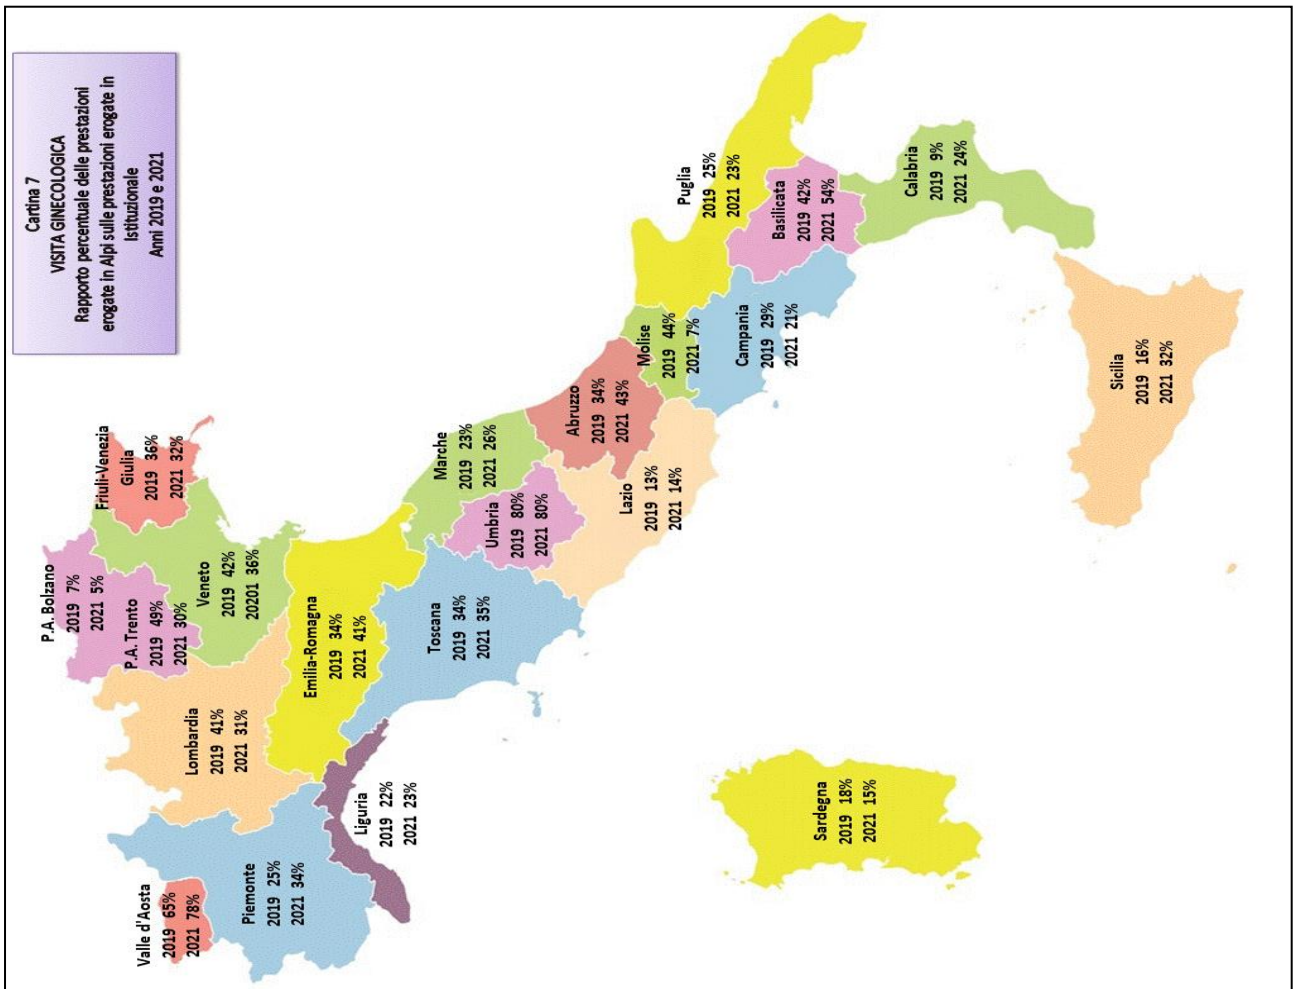 Cartina 7
VISITA GINECOLOGICA
Rapporto percentuale delle prestazioni
erogate in Alpi sulle prestazioni erogate in
Istituzionale
Anni 2019 e 2021
Valle d'Aosta
2019 65%
2021 78%
Piemonte
2019 25%
2021 34%
Liguria
2019 22%
2021 23%
Lombardia
2019 41%
2021 31%
P.A. Bolzano
2019 7%
2021 5%
P.A. Trento
2019 49%
2021 30%
Veneto
2019 42%
20201 36%
Friuli-Venezia
Giulia
2019 36%
2021 32%
Emilia-Romagna
2019 34%
2021 41%
Toscana
2019 34%
2021 35%
Marche
2019 23%
2021 26%
Umbria
2019 80%
2021 80%
Lazio
2019 13%
2021 14%
Abruzzo
2019 34%
2021 43%
Molise
2019 44%
2021 7%
Campania
2019 29%
2021 21%
Puglia
2019 25%
2021 23%
Basilicata
2019 42%
2021 54%
Calabria
2019 9%
2021 24%
Sicilia
2019 16%
2021 32%
Sardegna
2019 18%
2021 15%